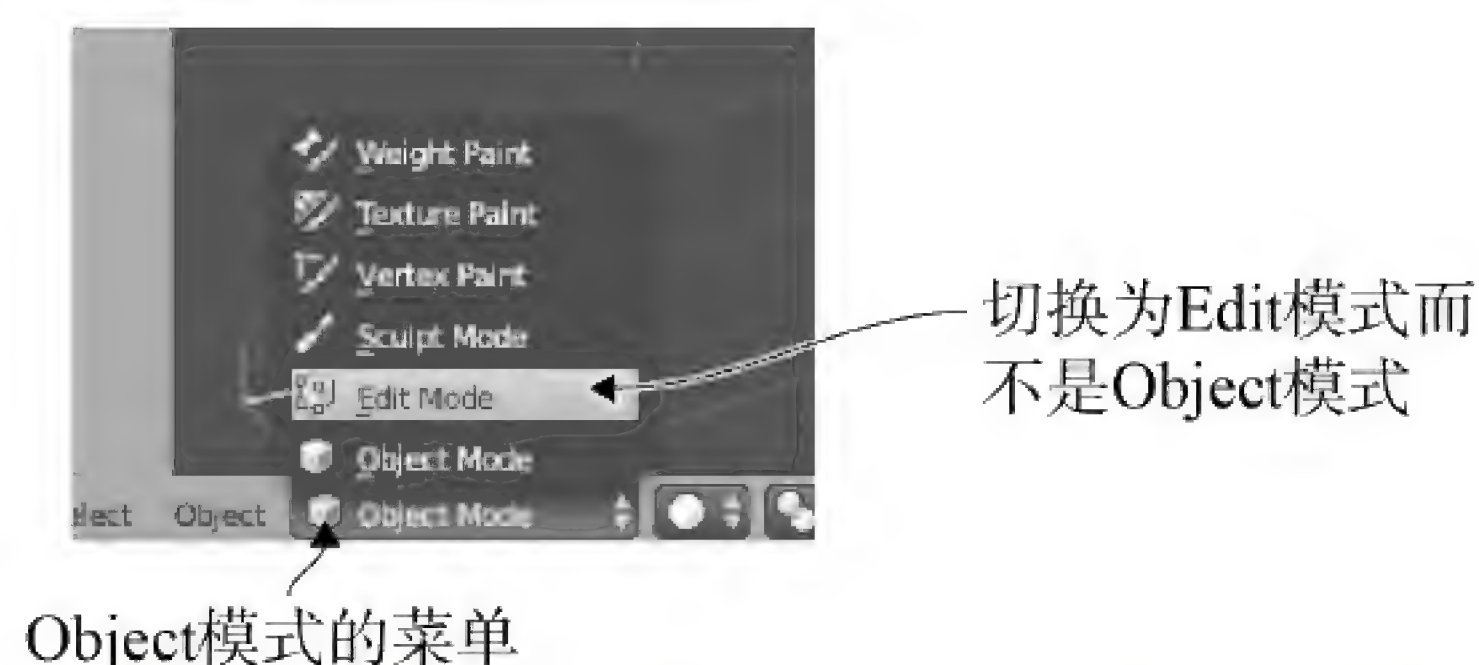 Weight Paint
Texture Paint
Vertex Paint
Sculpt Mode
Edit Mode
Object Mode
Object
Object Mode
切换为Edit模式而
不是Object模式
Object模式的菜单